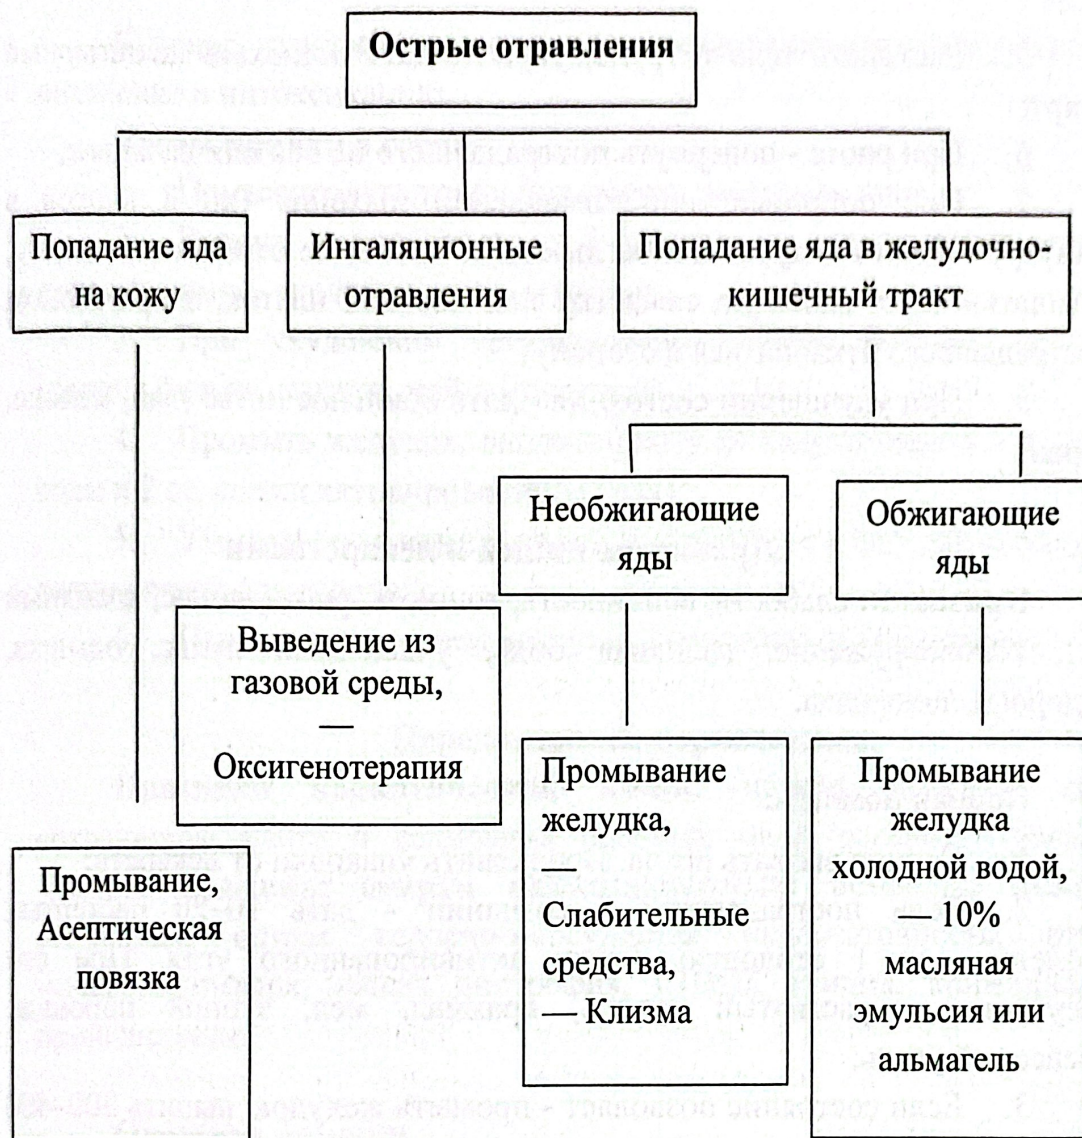 Острые отравления
Попадание яда
на кожу
Ингаляционные
отравления
Попадание яда в желудочно-
кишечный тракт
Необжигающие
яды
Обжигающие
яды
Выведение из
газовой среды,
—
Оксигенотерапия
Промывание
желудка,
—
Слабительные
средства,
— Клизма
Промывание
желудка
холодной водой,
— 10%
масляная
эмульсия или
альмагель
Промывание,
Асептическая
повязка